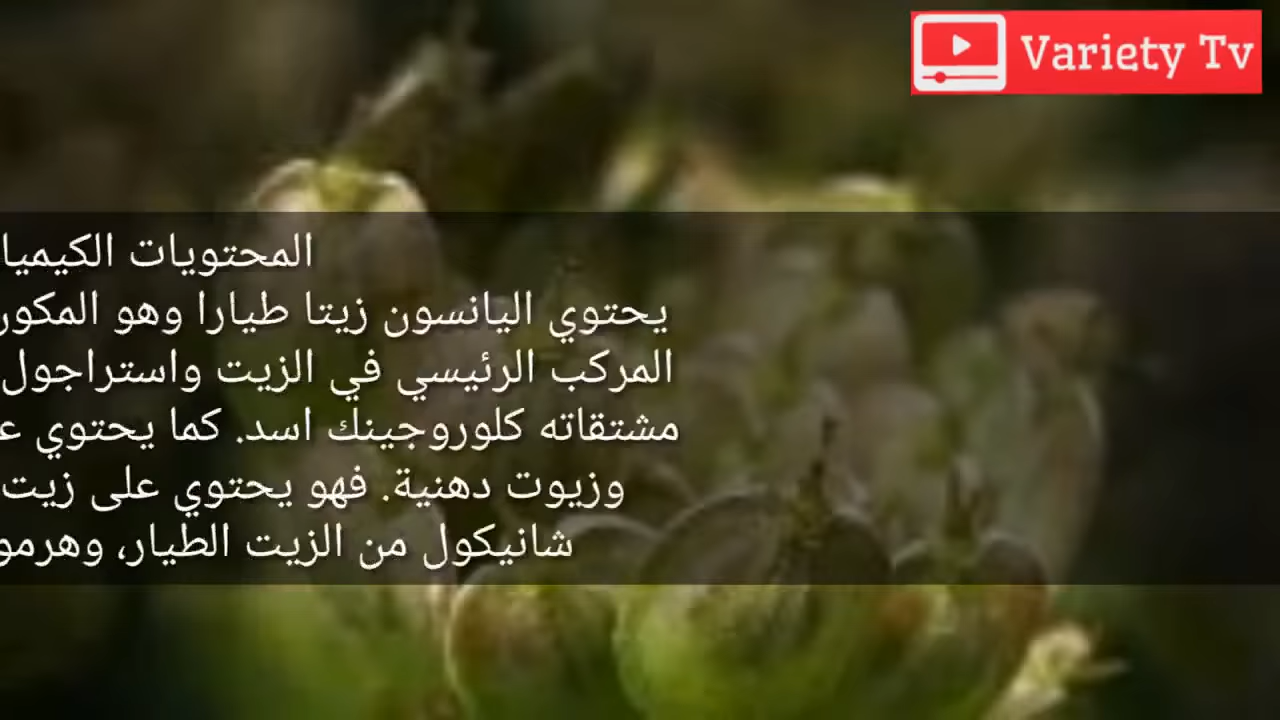 Variety Tv
المحتويات الكيميا
يحتوي اليانسون زيتا طيارا وهو المكور
المركب الرئيسي في الزيت واستراجول
مشتقاته كلوروجينك اسد. كما يحتوي ع
وزيوت دهنية. فهو يحتوي على زيت
شانيكول من الزيت الطيار، وهرمو